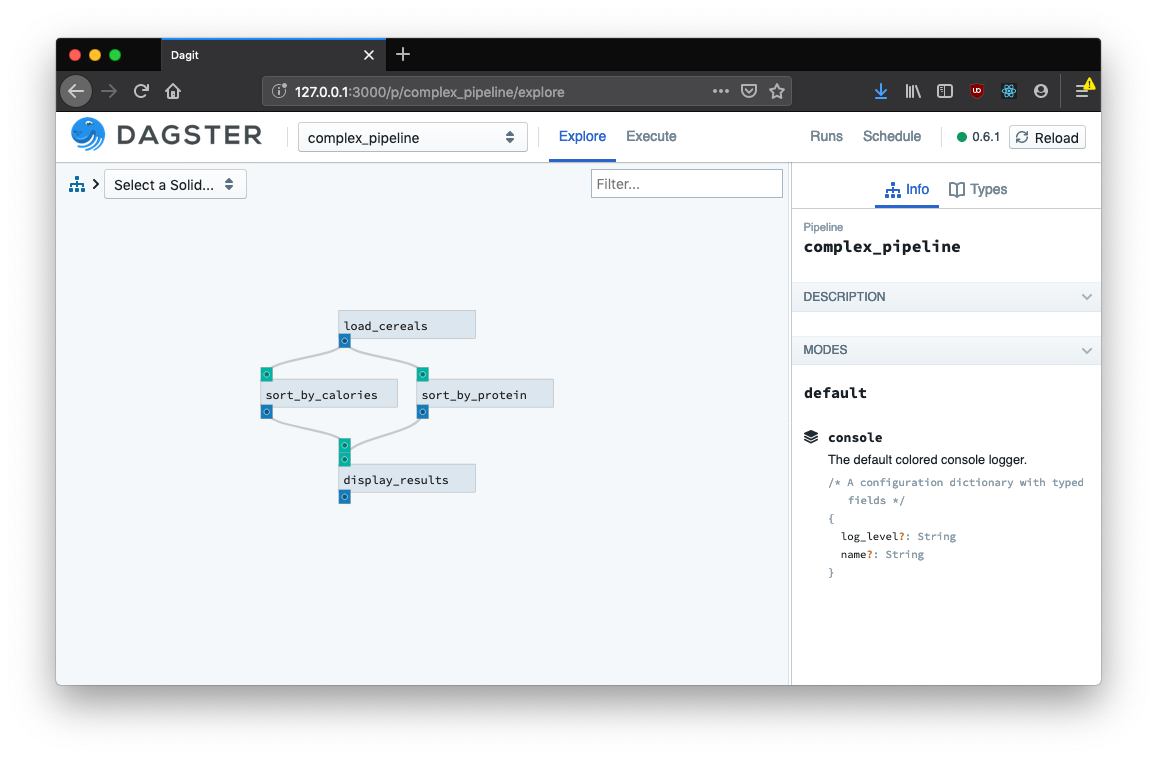 Dagit
127.0.0.1:3000/p/complex_pipeline/explore
DAGSTER
complex_pipeline
Explore
Execute
Runs
Schedule
0.6.1
Reload
Select a Solid...
Filter...
load_cereals
sort_by_calories
sort_by_protein
display_results
Info
Types
Pipeline
complex_pipeline
DESCRIPTION
MODES
default
console
The default colored console logger.
/* A configuration dictionary with typed
fields */
{
log_level?: String
name?: String
}